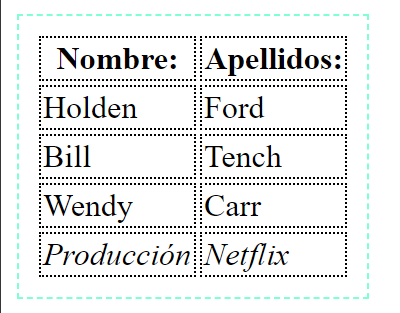 Nombre: Apellidos:
Holden Ford
Bill Tench
Wendy Carr
Producción Netflix